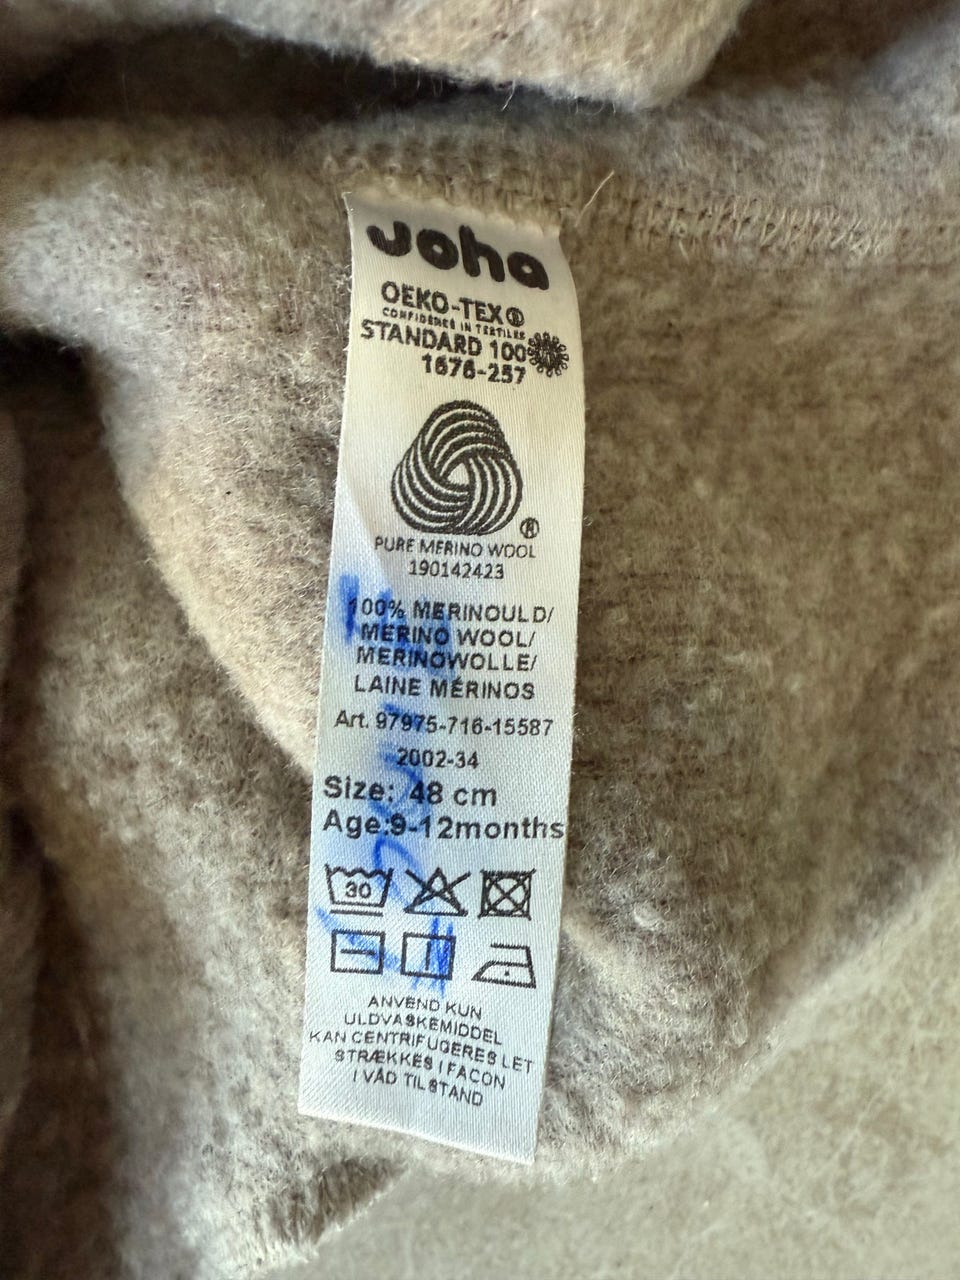 Joha
OEKO-TEX®
CONFIDENCE IN TEXTILES
STANDARD 100
1676-257
®
PURE MERINO WOOL
190142423
100% MERINOULD/
MERINO WOOL/
MERINOWOLLE/
LAINE MÉRINOS
Art. 97975-716-15587
2002-34
Size: 48 cm
Age:9-12months
30
ANVEND KUN
ULDVASKEMIDDEL
KAN CENTRIFUGERES LET
STRÆKKES I FACON
I VÅD TILSTAND